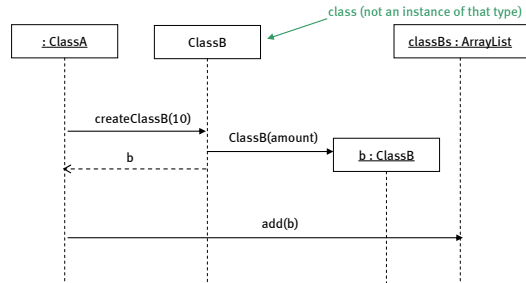 class (not an instance of that type)
: ClassA
ClassB
classBs : ArrayList
createClassB(10)
ClassB(amount)
b
b : ClassB
add(b)